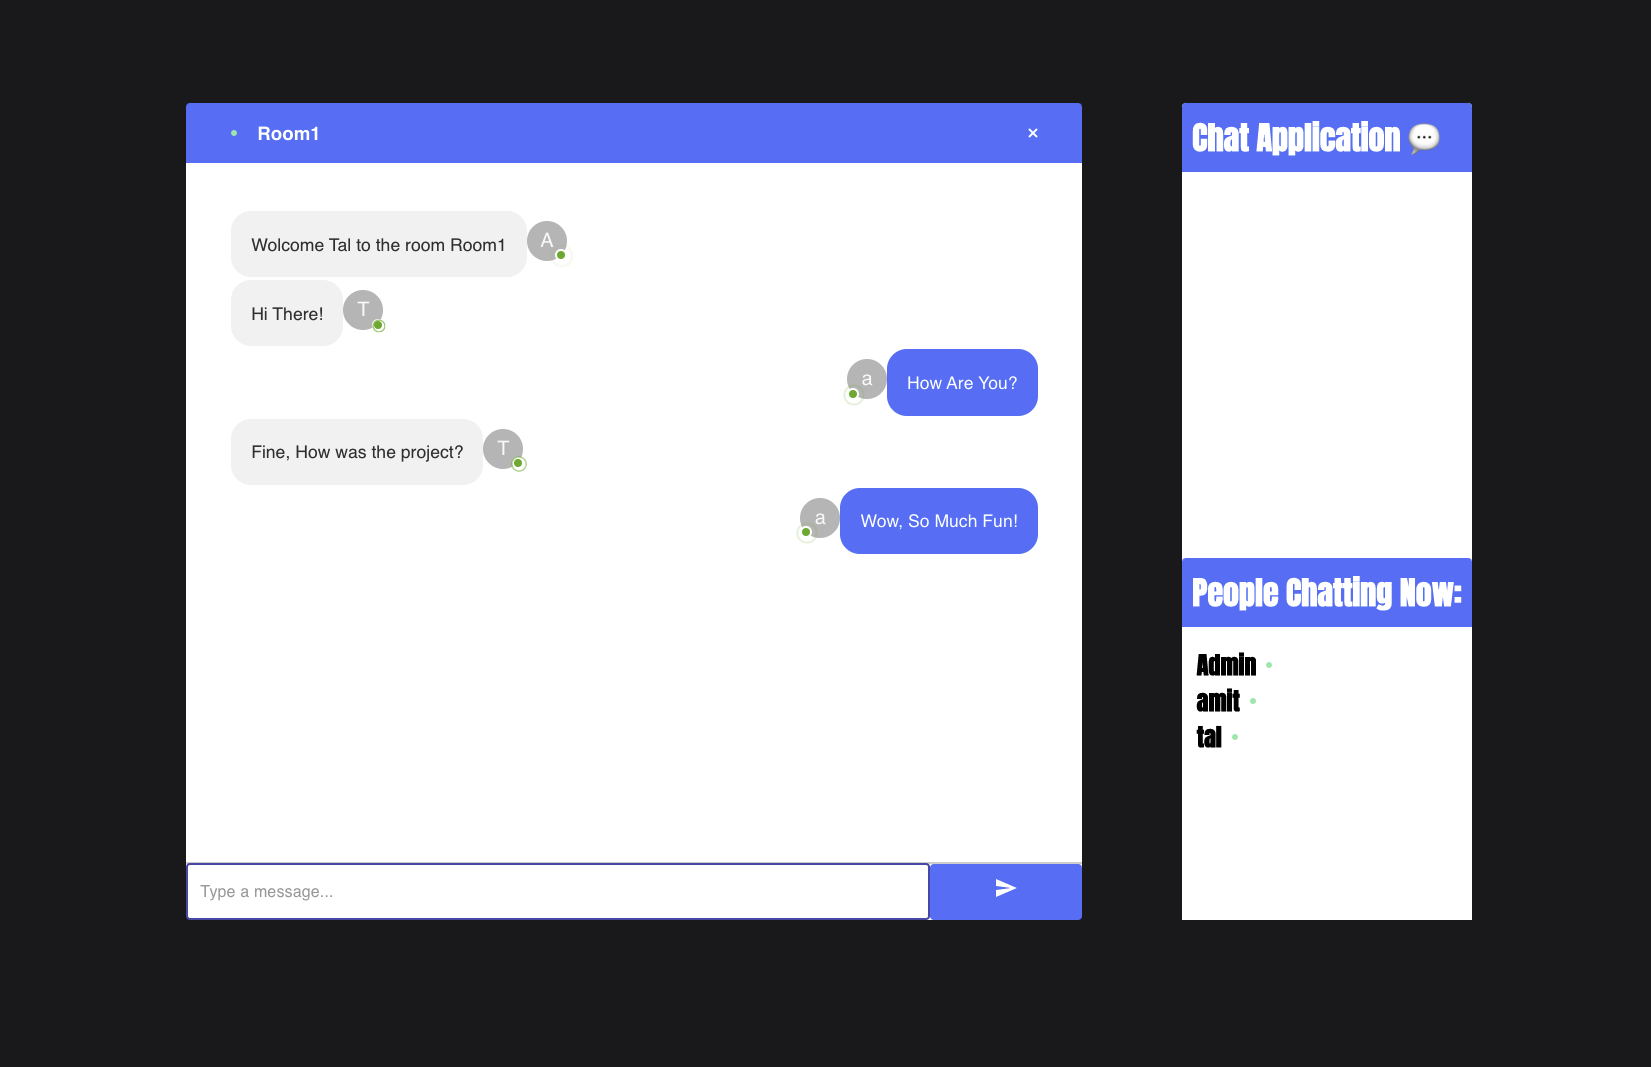 Room1
×
Wolcome Tal to the room Room1
A
Hi There!
T
a
How Are You?
Fine, How was the project?
T
a
Wow, So Much Fun!
Type a message...
Chat Application 💬
People Chatting Now:
Admin
amit
tal